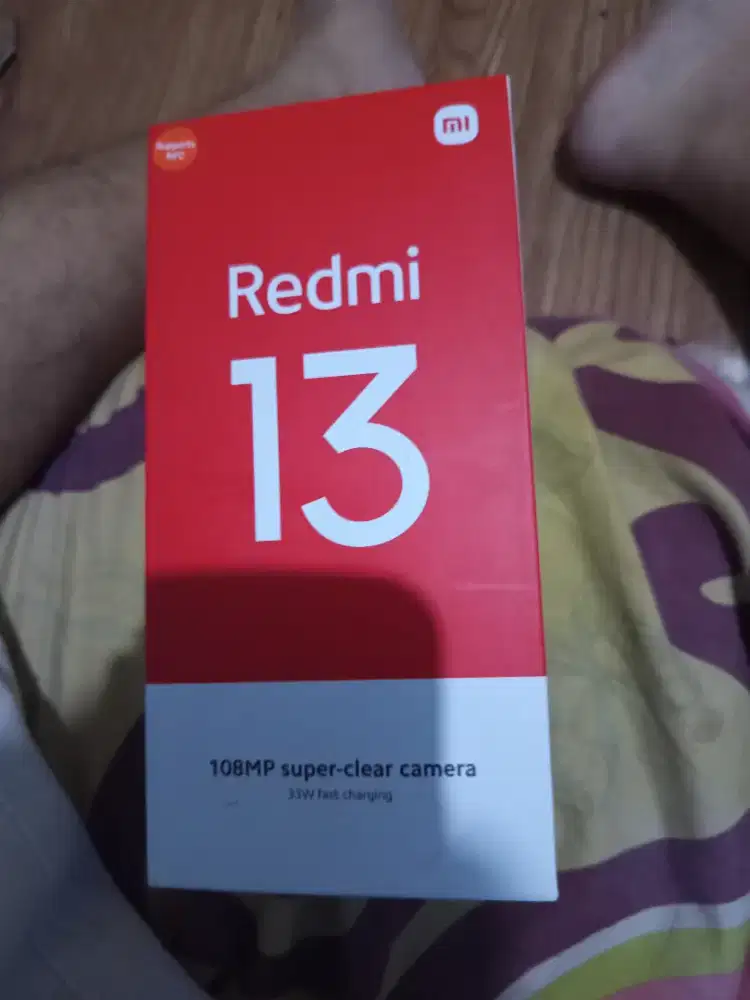 Supports
NFC
mi
Redmi
13
108MP super-clear camera
33W fast charging